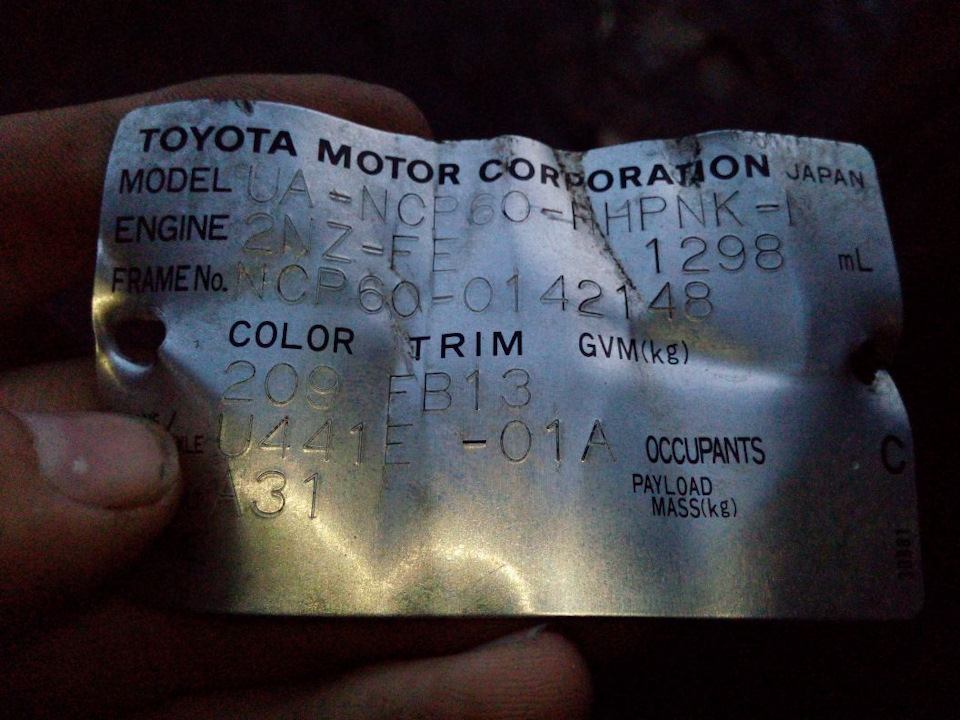 TOYOTA MOTOR CORPORATION JAPAN
MODEL UA-NCP60-AHPNK
ENGINE 2NZ-FE 1298 mL
FRAME No. NCP60-0142148
COLOR TRIM GVM(kg)
209 FB13
U441E -01A OCCUPANTS C
A31 PAYLOAD
MASS(kg)